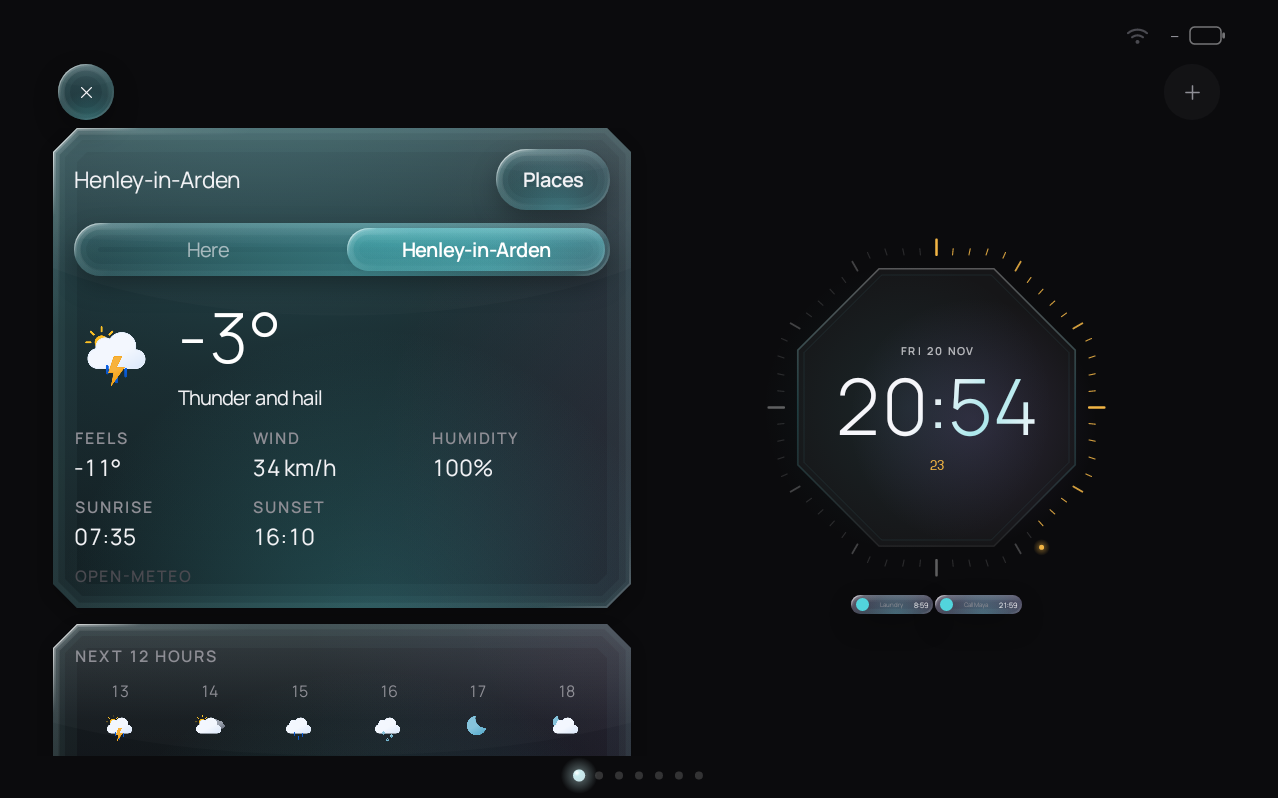 –
Henley-in-Arden
Places
Here
Henley-in-Arden
-3°
Thunder and hail
FEELS
WIND
HUMIDITY
-11°
34 km/h
100%
SUNRISE
SUNSET
07:35
16:10
OPEN-METEO
NEXT 12 HOURS
13 14 15 16 17 18
FRI 20 NOV
20:54
23
Laundry 8:59
21:59